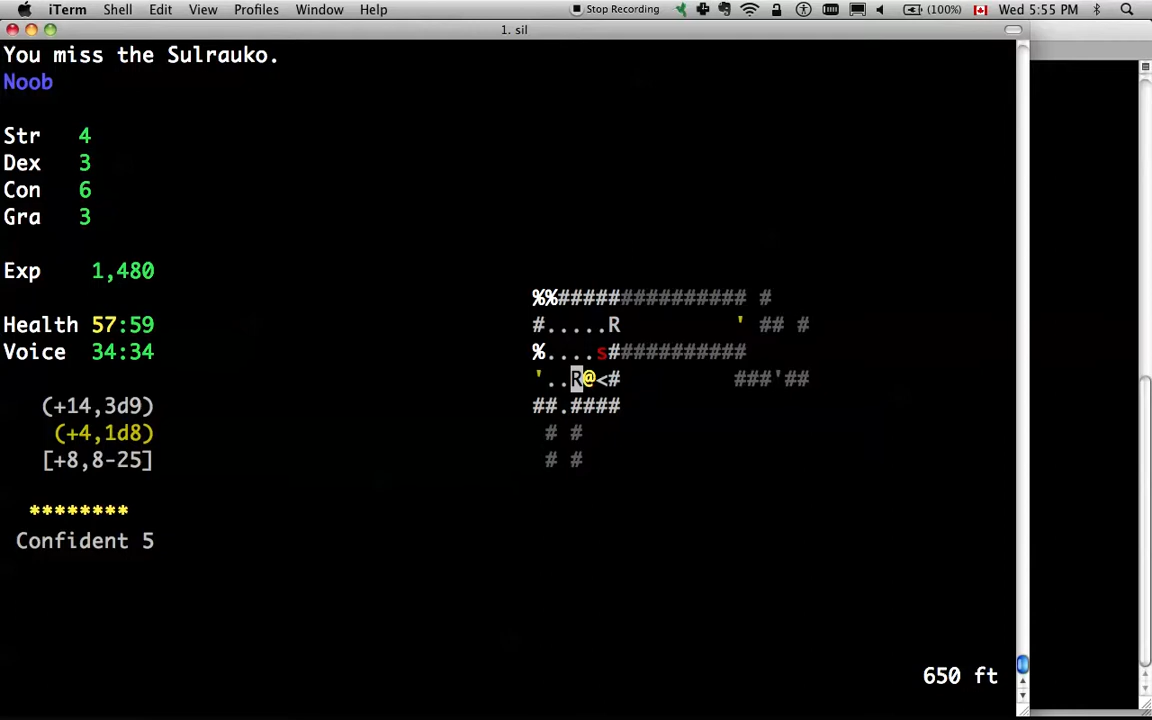 iTerm Shell Edit View Profiles Window Help Stop Recording (100%) Wed 5:55 PM
1. sil
You miss the Sulrauko.
Noob
Str 4
Dex 3
Con 6
Gra 3
Exp 1,480
%%############### #
Health 57:59 #.....R ' ## #
Voice 34:34 %....s###########
'..R@<# ###'##
(+14,3d9) ##.####
(+4,1d8) # #
[+8,8-25] # #
********
Confident 5
650 ft